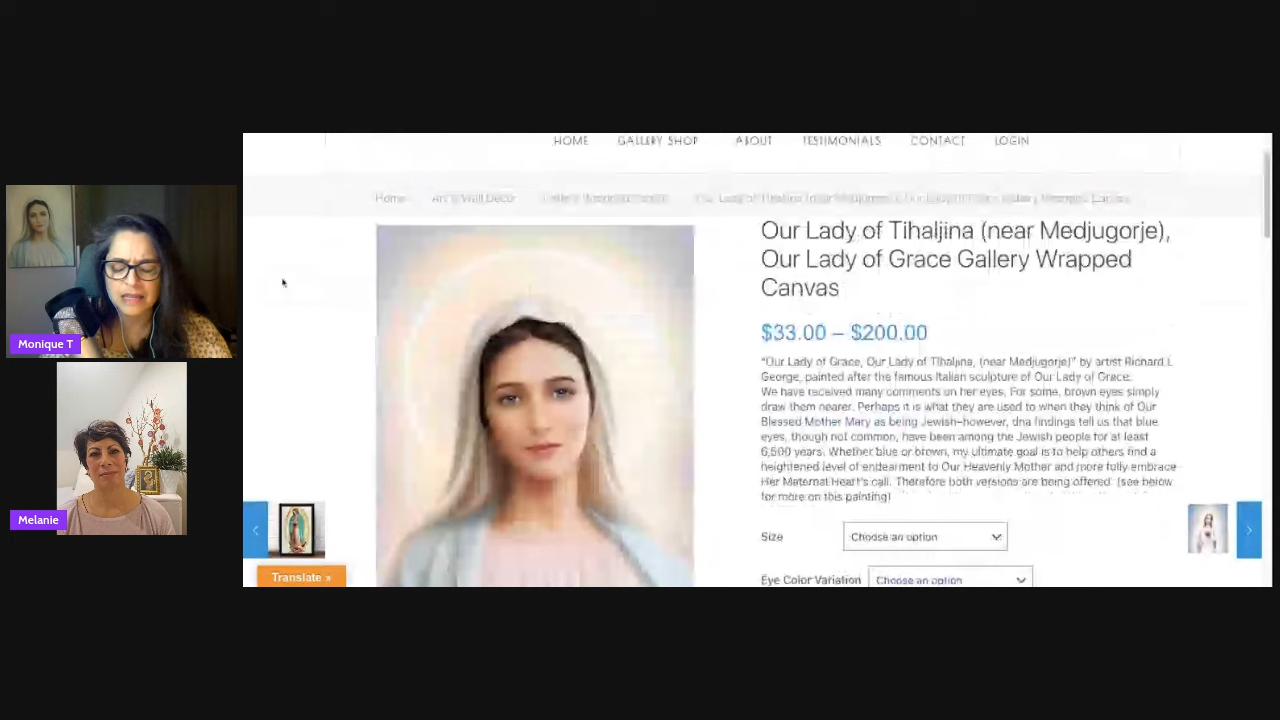 HOME GALLERY SHOP ABOUT TESTIMONIALS CONTACT LOGIN
Home Art & Wall Decor
Our Lady of Tihaljina (near Medjugorje),
Our Lady of Grace Gallery Wrapped
Canvas
$33.00 – $200.00
"Our Lady of Grace, Our Lady of Tihaljina, (near Medjugorje)" by artist Richard L
George, painted after the famous Italian sculpture of Our Lady of Grace.
We have received many comments on her eyes. For some, brown eyes simply
draw them nearer. Perhaps it is what they are used to when they think of Our
Blessed Mother Mary as being Jewish–however, dna findings tell us that blue
eyes, though not common, have been among the Jewish people for at least
6,500 years. Whether blue or brown, my ultimate goal is to help others find a
heightened level of endearment to Our Heavenly Mother and more fully embrace
Her Maternal Heart's call. Therefore both versions are being offered. (see below
for more on this painting)
Size Choose an option
Eye Color Variation Choose an option
Translate »
Monique T
Melanie